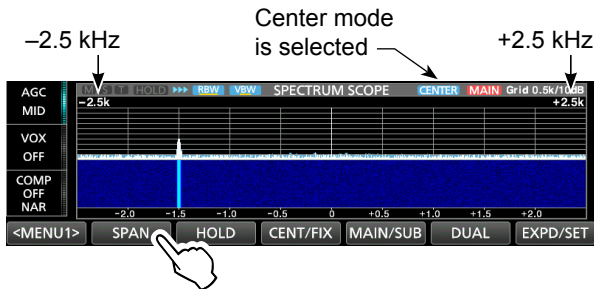 Center mode
is selected
–2.5 kHz
+2.5 kHz
AGC
MID
VOX
OFF
COMP
OFF
NAR
HOLD RBW VBW SPECTRUM SCOPE CENTER MAIN Grid 0.5k/10dB
−2.5k +2.5k
-2.0 -1.5 -1.0 -0.5 0 +0.5 +1.0 +1.5 +2.0
<MENU1> SPAN HOLD CENT/FIX MAIN/SUB DUAL EXPD/SET